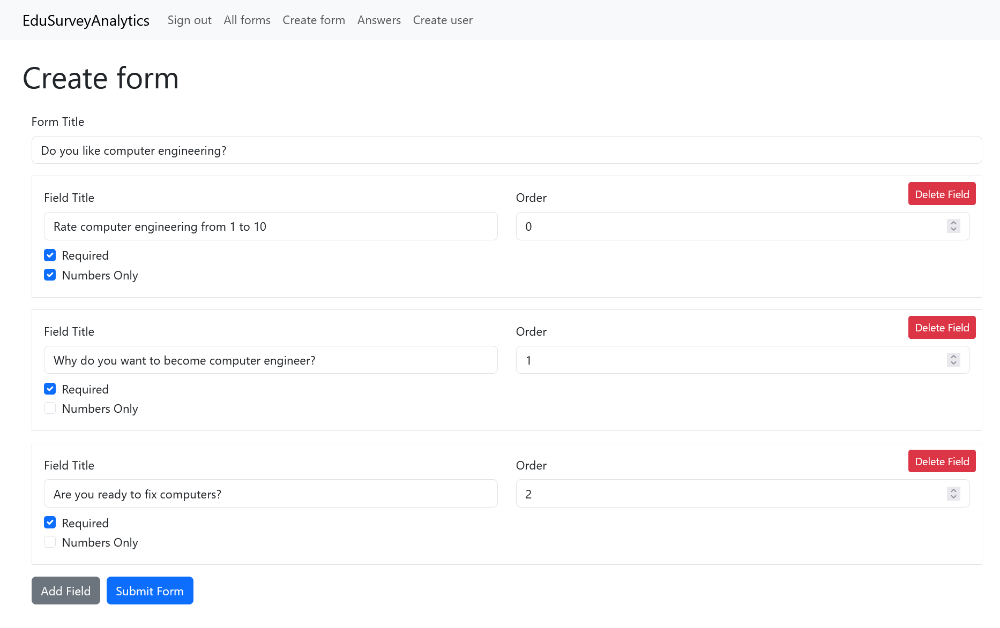 EduSurveyAnalytics Sign out All forms Create form Answers Create user
Create form
Form Title
Do you like computer engineering?
Field Title Order Delete Field
Rate computer engineering from 1 to 10 0
Required
Numbers Only
Field Title Order Delete Field
Why do you want to become computer engineer? 1
Required
Numbers Only
Field Title Order Delete Field
Are you ready to fix computers? 2
Required
Numbers Only
Add Field Submit Form